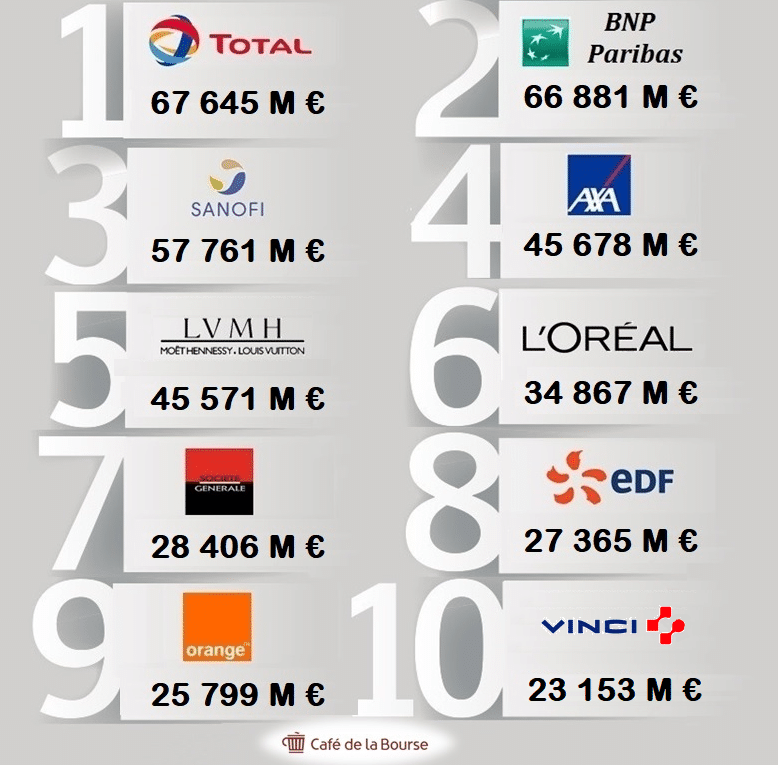 1
TOTAL
67 645 M €
2
BNP
Paribas
66 881 M €
3
SANOFI
57 761 M €
4
AXA
45 678 M €
5
LVMH
MOËT HENNESSY . LOUIS VUITTON
45 571 M €
6
L'ORÉAL
34 867 M €
7
SOCIETE
GENERALE
28 406 M €
8
eDF
27 365 M €
9
orange™
25 799 M €
10
VINCI
23 153 M €
Café de la Bourse